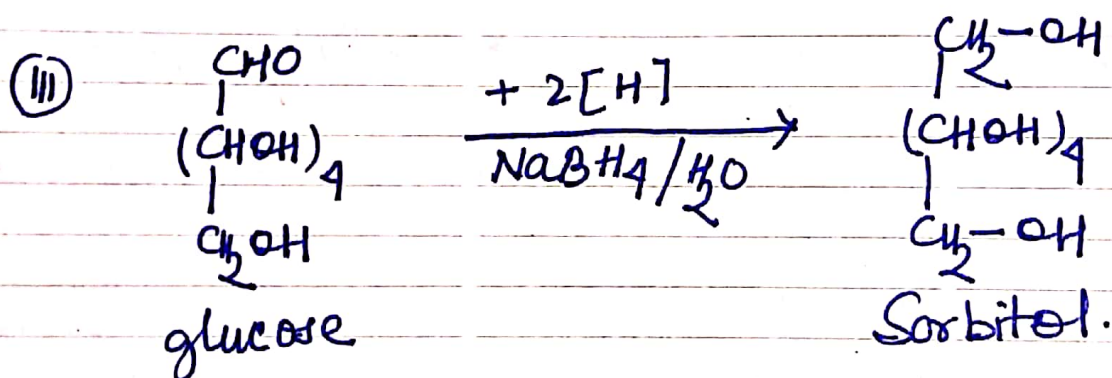 (III) CHO + 2[H] CH2-OH
(CHOH)4 NaBH4/H2O (CHOH)4
CH2OH CH2-OH
glucose Sorbitol.